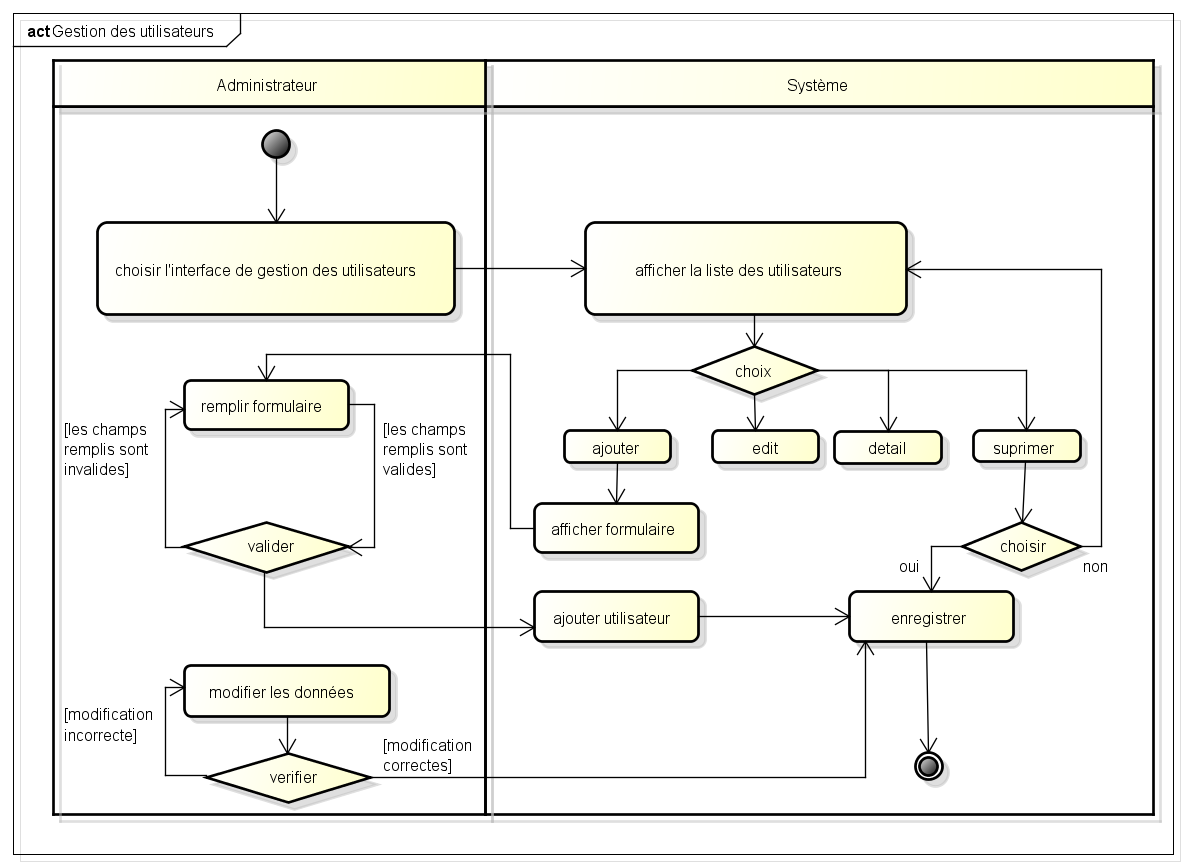 act Gestion des utilisateurs
Administrateur
Système
choisir l'interface de gestion des utilisateurs
afficher la liste des utilisateurs
choix
remplir formulaire
[les champs
remplis sont
invalides]
[les champs
remplis sont
valides]
ajouter
edit
detail
suprimer
afficher formulaire
valider
choisir
oui
non
ajouter utilisateur
enregistrer
modifier les données
[modification
incorrecte]
[modification
correctes]
verifier